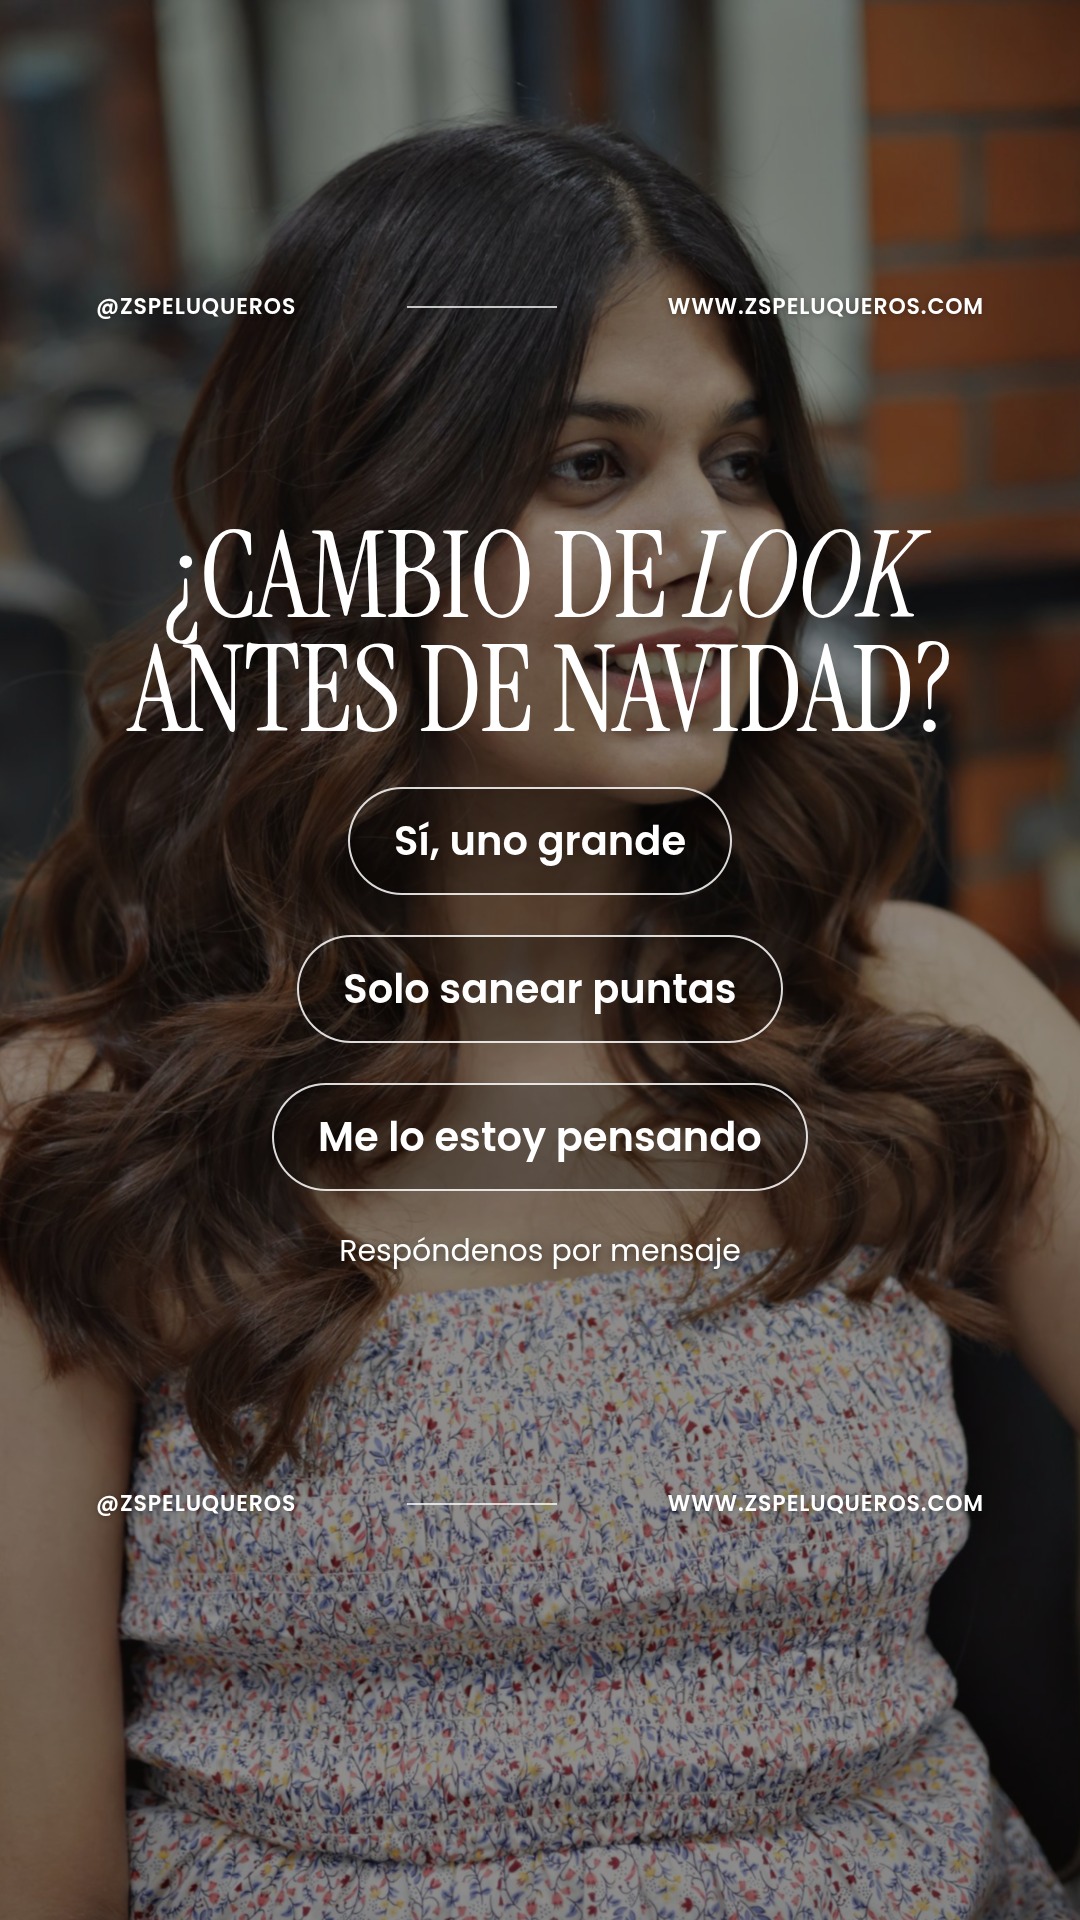 @ZSPELUQUEROS WWW.ZSPELUQUEROS.COM
¿CAMBIO DE LOOK
ANTES DE NAVIDAD?
Sí, uno grande
Solo sanear puntas
Me lo estoy pensando
Respóndenos por mensaje
@ZSPELUQUEROS WWW.ZSPELUQUEROS.COM